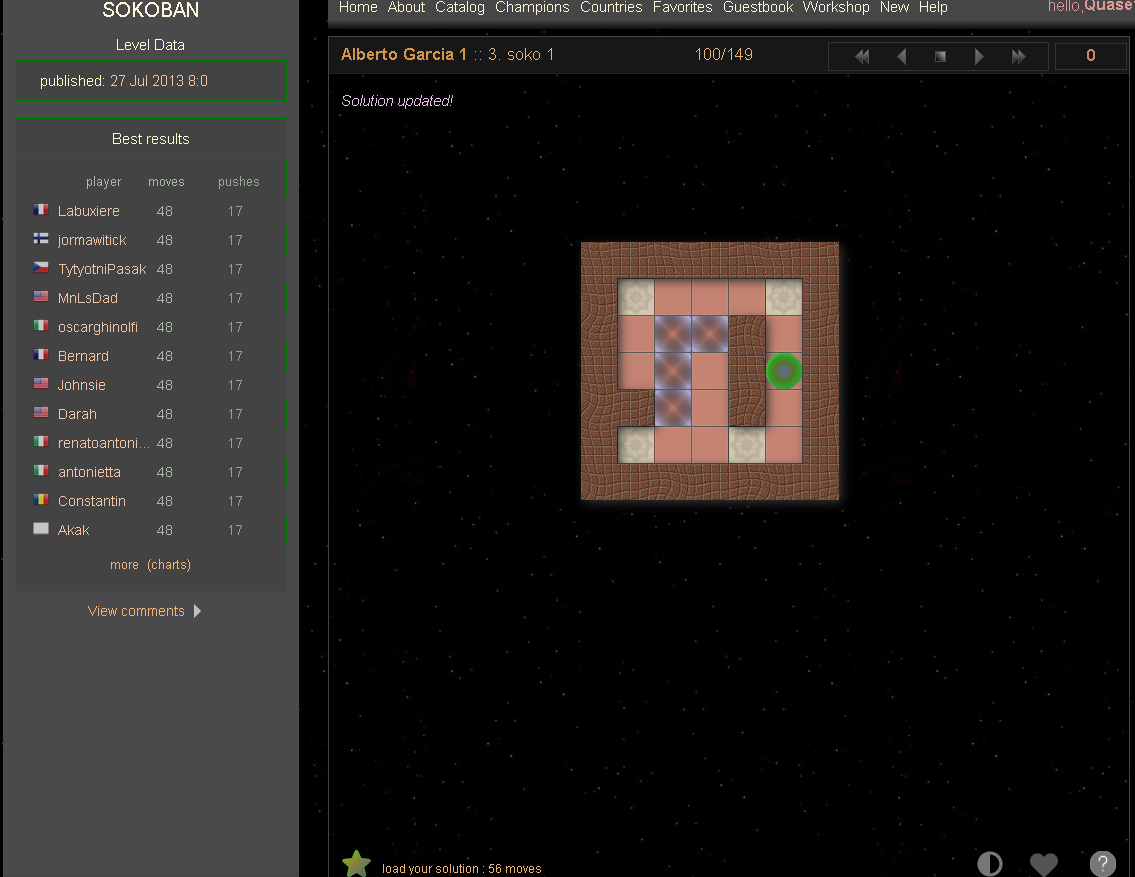 SOKOBAN
Level Data
published: 27 Jul 2013 8:0
Best results
player moves pushes
Labuxiere 48 17
jormawitick 48 17
TytyotniPasak 48 17
MnLsDad 48 17
oscarghinolfi 48 17
Bernard 48 17
Johnsie 48 17
Darah 48 17
renatoantoni... 48 17
antonietta 48 17
Constantin 48 17
Akak 48 17
more (charts)
View comments
Home About Catalog Champions Countries Favorites Guestbook Workshop New Help hello,Quase
Alberto Garcia 1 :: 3. soko 1 100/149 0
Solution updated!
load your solution : 56 moves ?